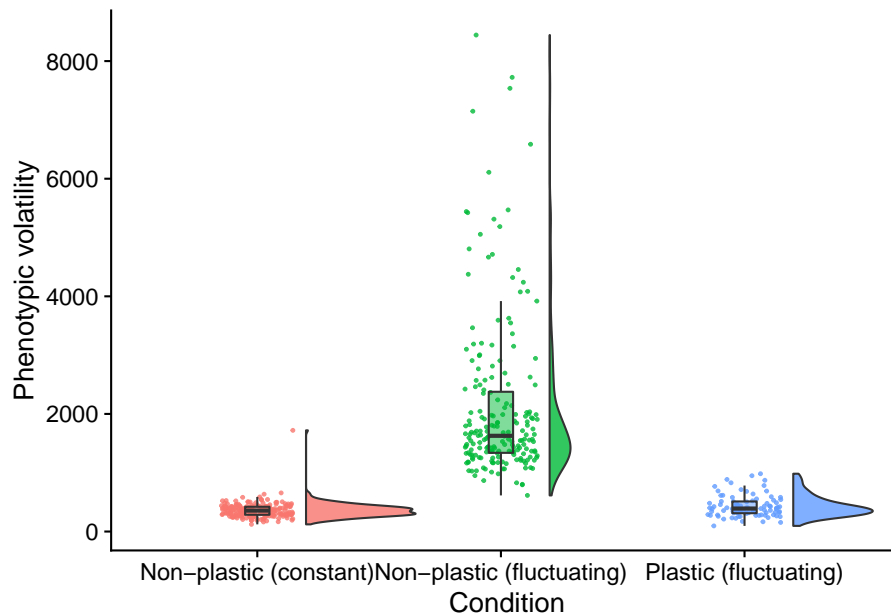 Phenotypic volatility
8000
6000
4000
2000
0
Non−plastic (constant)
Non−plastic (fluctuating)
Plastic (fluctuating)
Condition